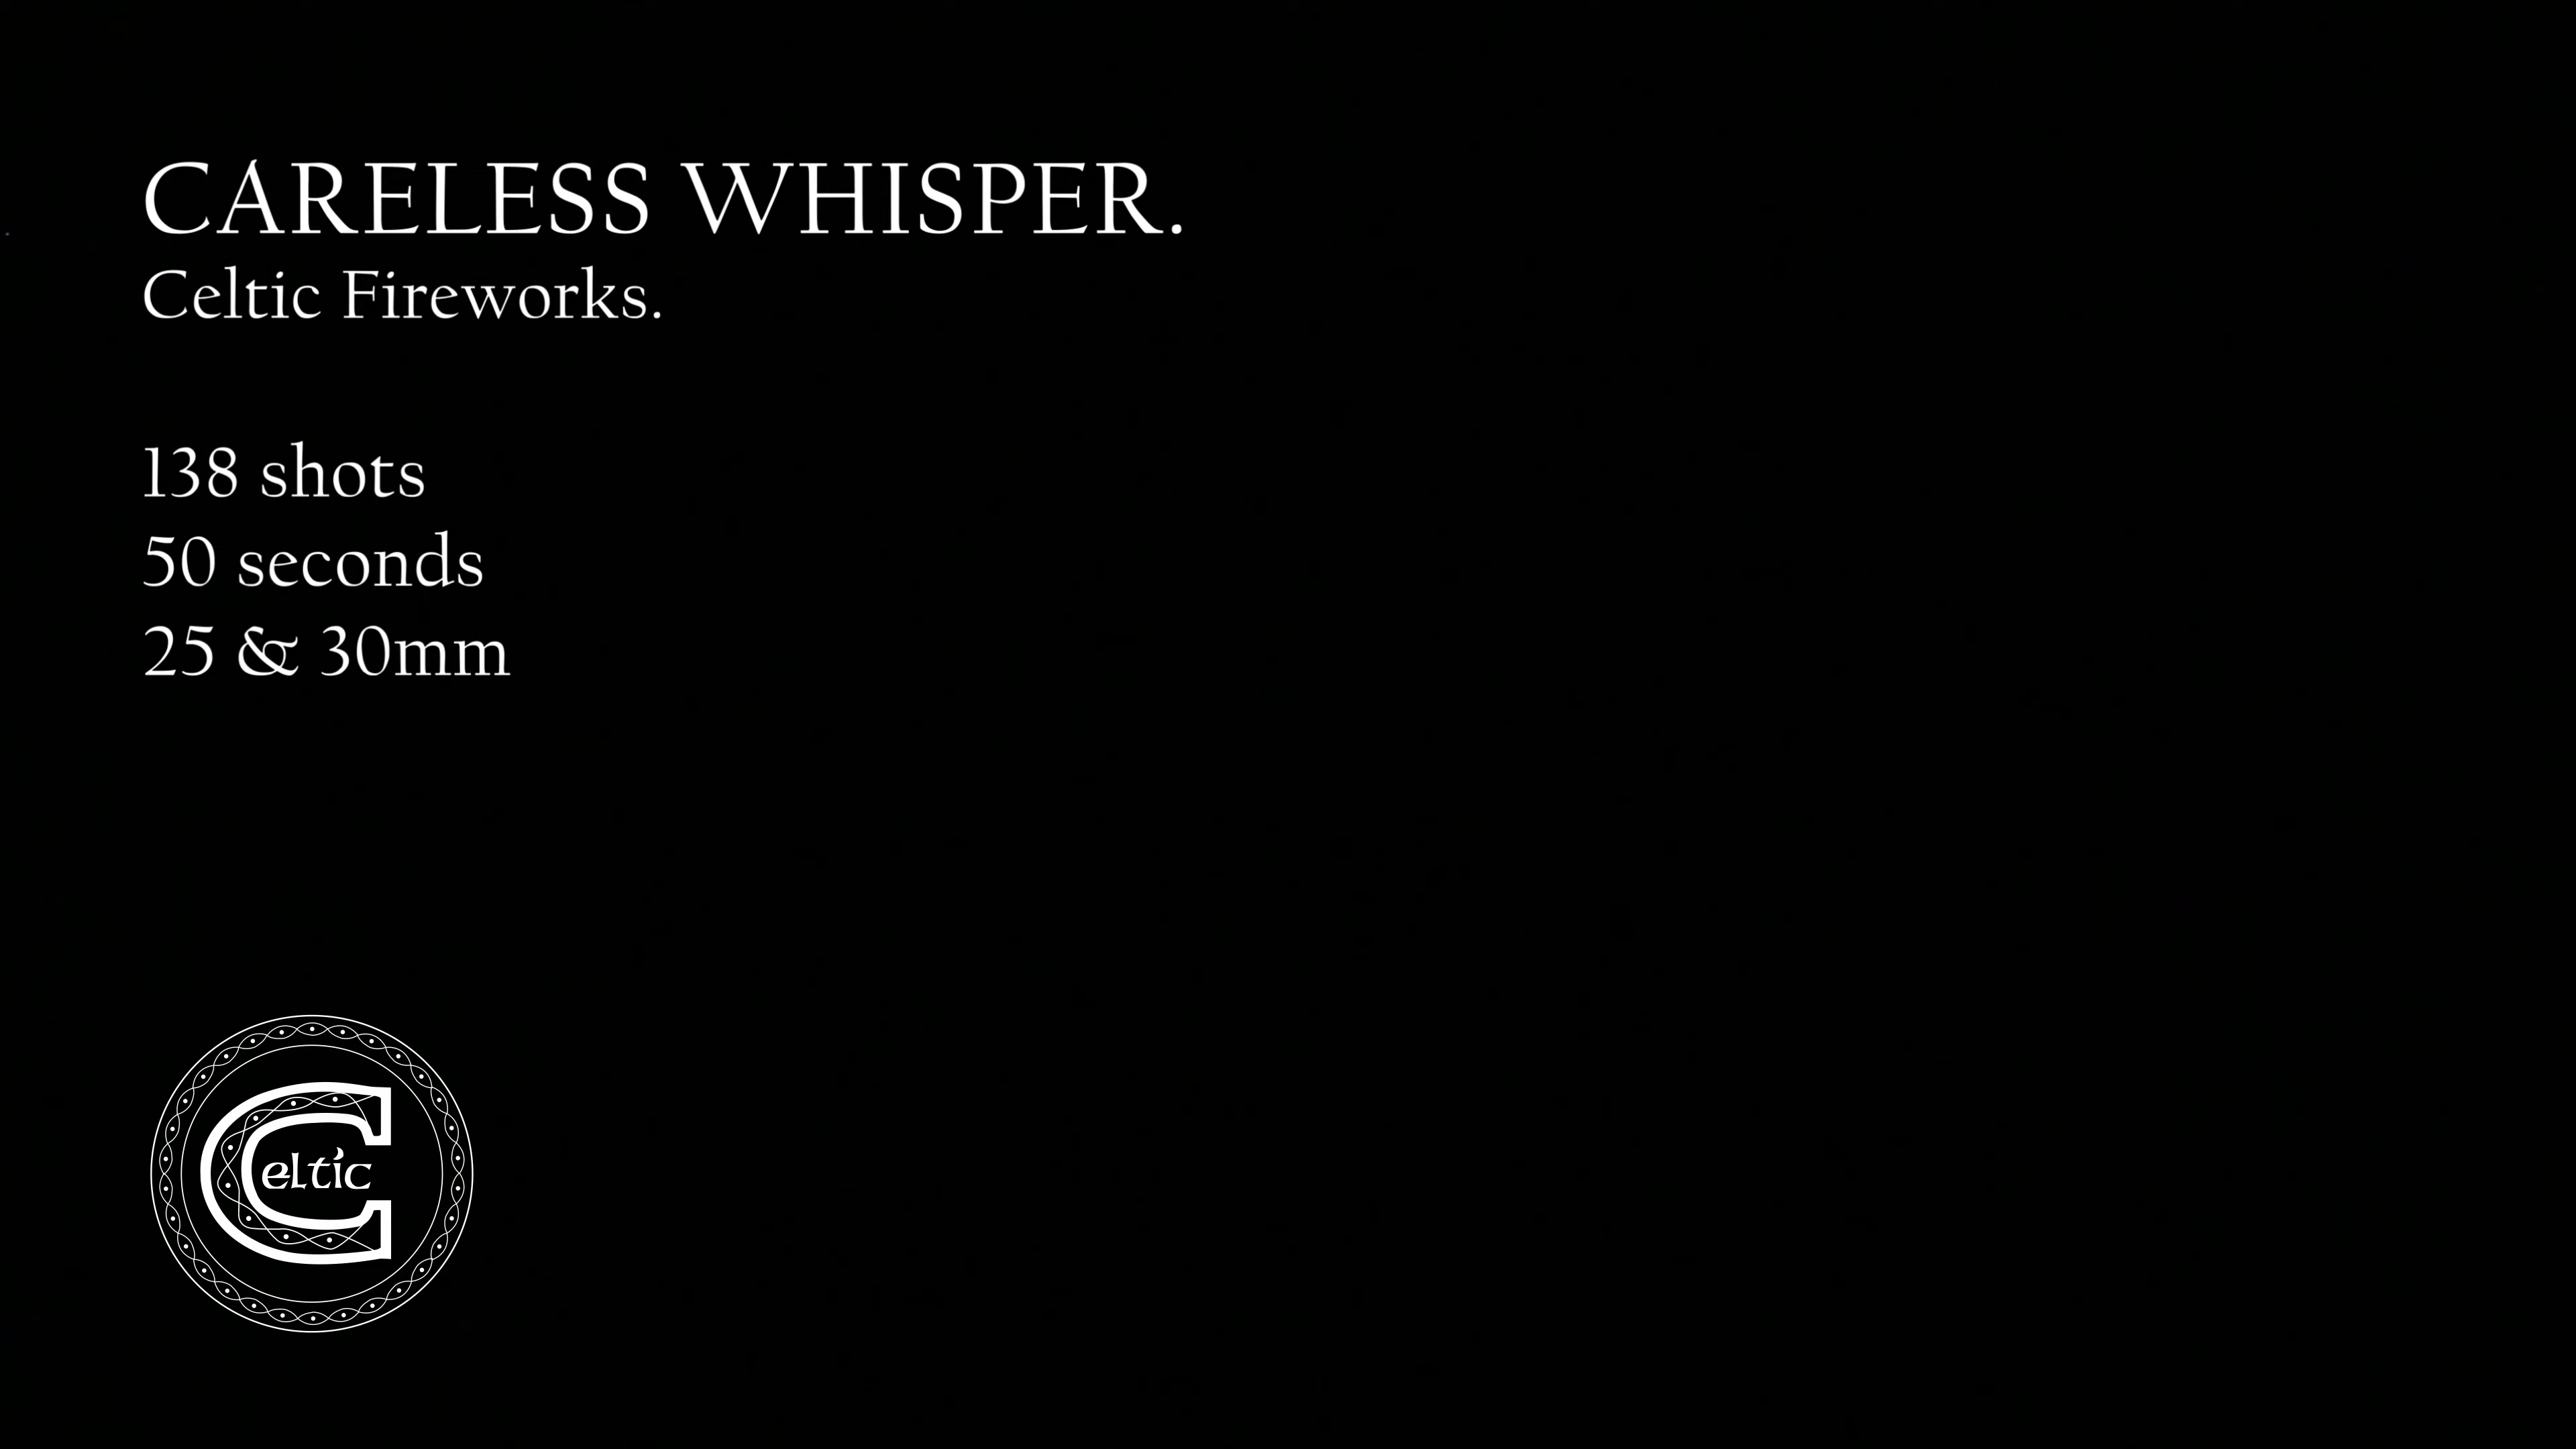 CARELESS WHISPER.
Celtic Fireworks.
138 shots
50 seconds
25 & 30mm
Celtic